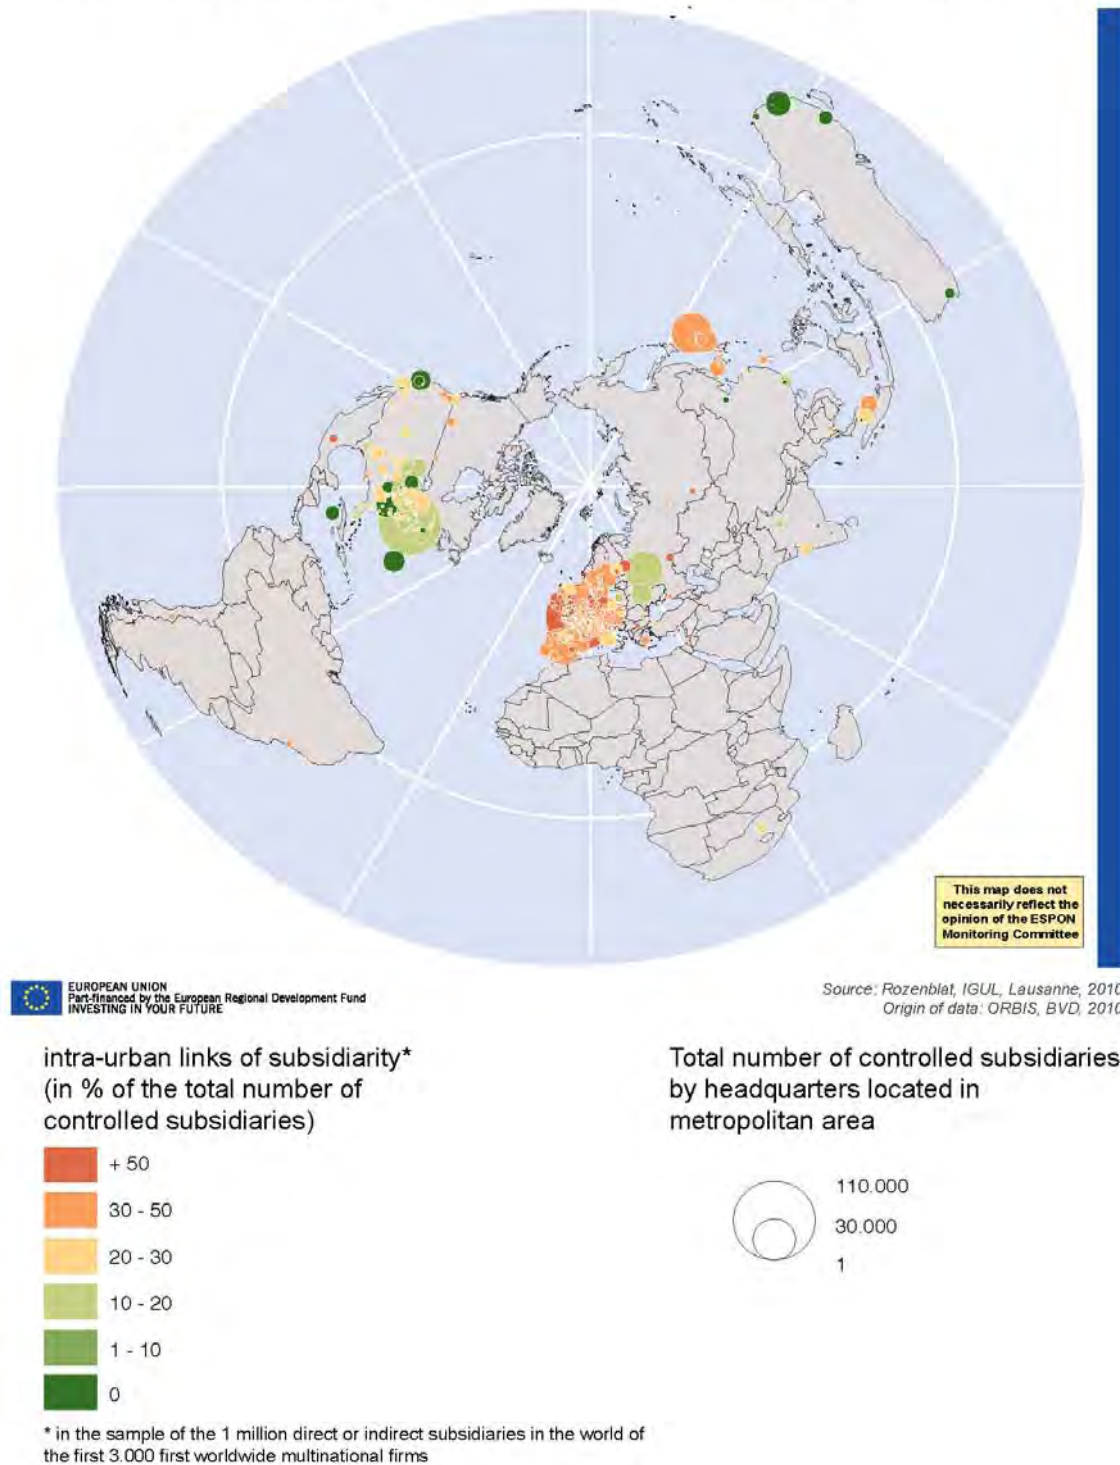 This map does not
necessarily reflect the
opinion of the ESPON
Monitoring Committee
EUROPEAN UNION
Part-financed by the European Regional Development Fund
INVESTING IN YOUR FUTURE
Source: Rozenblat, IGUL, Lausanne, 2010
Origin of data: ORBIS, BVD, 2010
intra-urban links of subsidiarity*
(in % of the total number of
controlled subsidiaries)
+ 50
30 - 50
20 - 30
10 - 20
1 - 10
0
* in the sample of the 1 million direct or indirect subsidiaries in the world of
the first 3.000 first worldwide multinational firms
Total number of controlled subsidiaries
by headquarters located in
metropolitan area
110.000
30.000
1